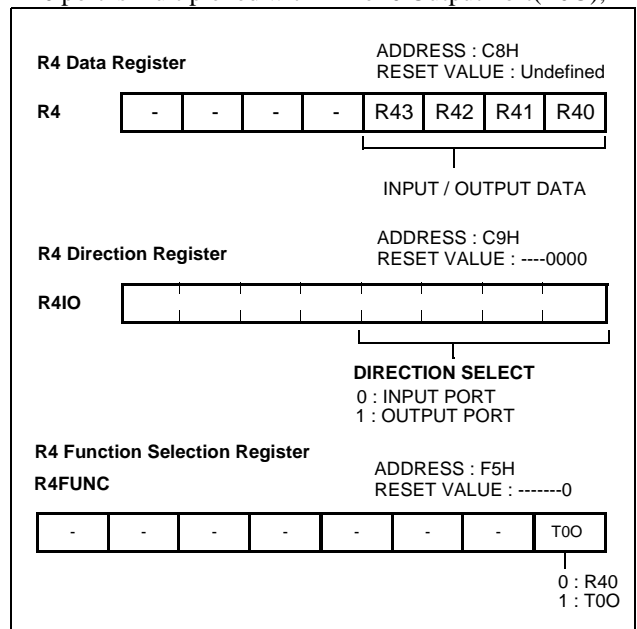 R4 Data Register
ADDRESS : C8H
RESET VALUE : Undefined
R4
- - - - R43 R42 R41 R40
INPUT / OUTPUT DATA
R4 Direction Register
ADDRESS : C9H
RESET VALUE : ----0000
R4IO
DIRECTION SELECT
0 : INPUT PORT
1 : OUTPUT PORT
R4 Function Selection Register
R4FUNC
ADDRESS : F5H
RESET VALUE : -------0
- - - - - - - T0O
0 : R40
1 : T0O